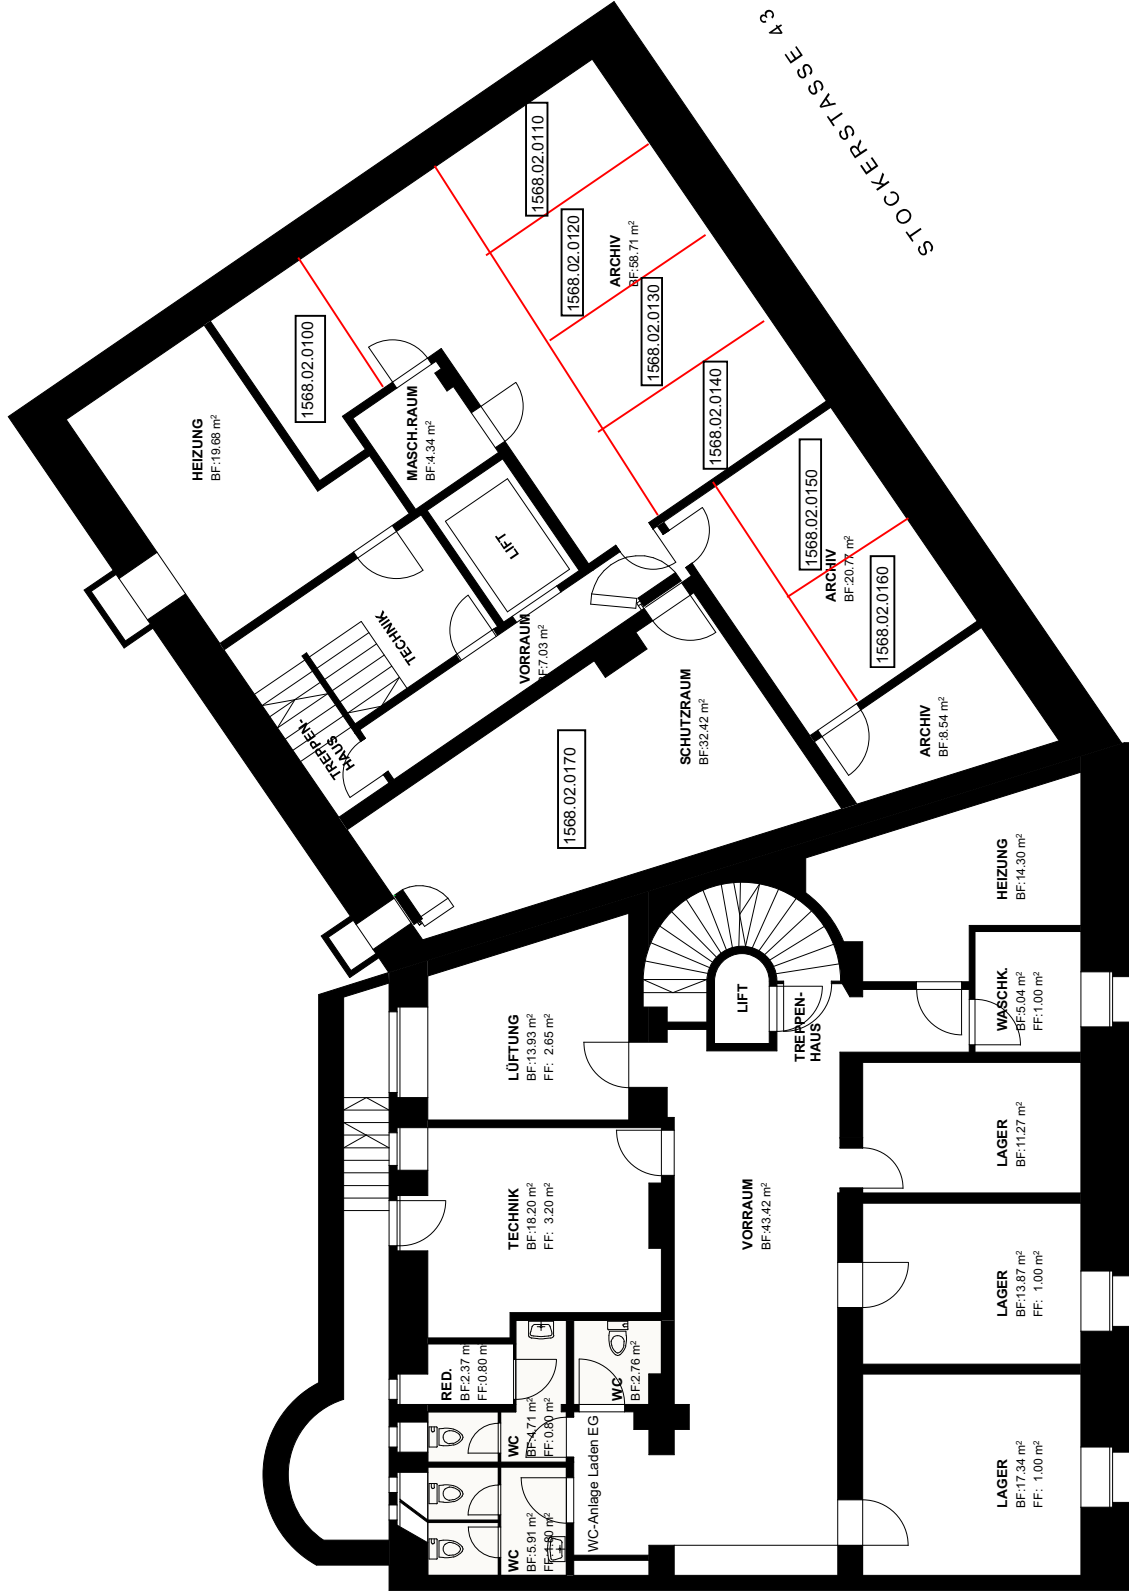 STOCKERSTASSE 43
1568.02.0110
1568.02.0120
ARCHIV
BF:58.71 m²
1568.02.0130
1568.02.0140
1568.02.0100
HEIZUNG
BF:19.68 m²
MASCH.RAUM
BF:4.34 m²
LIFT
1568.02.0150
ARCHIV
BF:20.77 m²
1568.02.0160
TECHNIK
VORRAUM
BF:7.03 m²
TREPPEN-
HAUS
SCHUTZRAUM
BF:32.42 m²
1568.02.0170
ARCHIV
BF:8.54 m²
HEIZUNG
BF:14.30 m²
LÜFTUNG
BF:13.93 m²
FF: 2.65 m²
LIFT
TREPPEN-
HAUS
WASCHK.
BF:5.04 m²
FF:1.00 m²
LAGER
BF:11.27 m²
TECHNIK
BF:18.20 m²
FF: 3.20 m²
VORRAUM
BF:43.42 m²
LAGER
BF:13.87 m²
FF: 1.00 m²
RED.
BF:2.37 m
FF:0.80 m
WC
BF:2.76 m²
WC
BF:4.71 m²
FF:0.80 m²
WC-Anlage Laden EG
LAGER
BF:17.34 m²
FF: 1.00 m²
WC
BF:5.91 m²
FF:1.80 m²